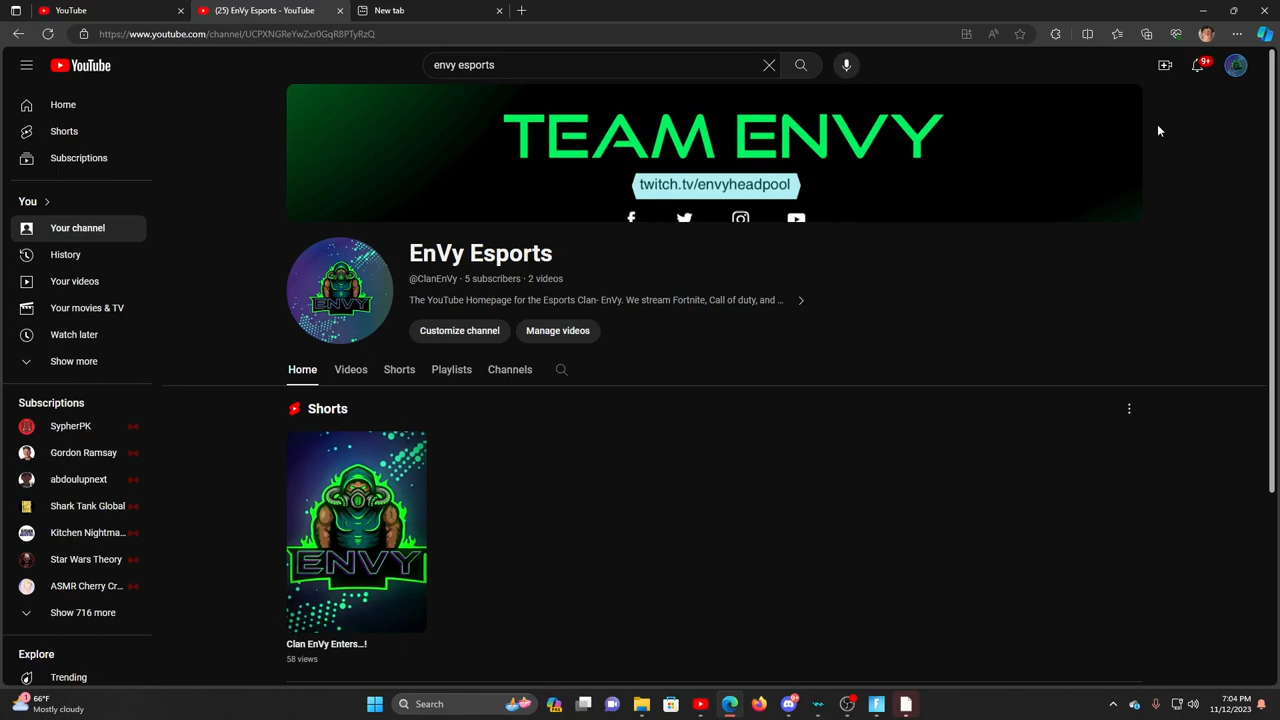 YouTube
(25) EnVy Esports - YouTube
New tab
https://www.youtube.com/channel/UCPXNGReYwZxr0GqR8PTyRzQ
YouTube
envy esports
9+
Home
Shorts
Subscriptions
You
Your channel
History
Your videos
Your movies & TV
Watch later
Show more
Subscriptions
SypherPK
Gordon Ramsay
abdoulupnext
Shark Tank Global
Kitchen Nightma...
Star Wars Theory
ASMR Cherry Cr...
Show 716 more
Explore
Trending
TEAM ENVY
twitch.tv/envyheadpool
ENVY
EnVy Esports
@ClanEnVy · 5 subscribers · 2 videos
The YouTube Homepage for the Esports Clan- EnVy. We stream Fortnite, Call of duty, and ...
Customize channel
Manage videos
Home
Videos
Shorts
Playlists
Channels
Shorts
ENVY
Clan EnVy Enters...!
58 views
1
66°F
Mostly cloudy
Search
7:04 PM
11/12/2023